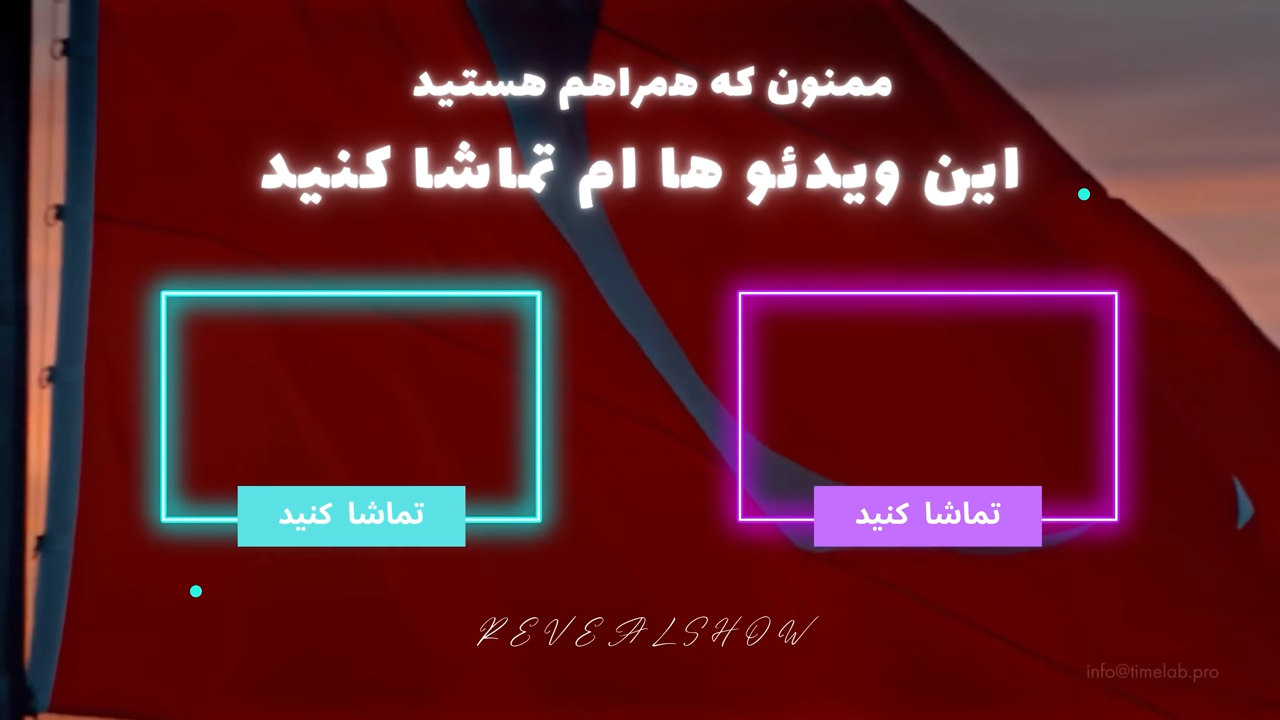 ممنون که همراهم هستید
این ویدئو ها ام تماشا کنید
تماشا کنید
تماشا کنید
REVEALSHOW
info@timelab.pro